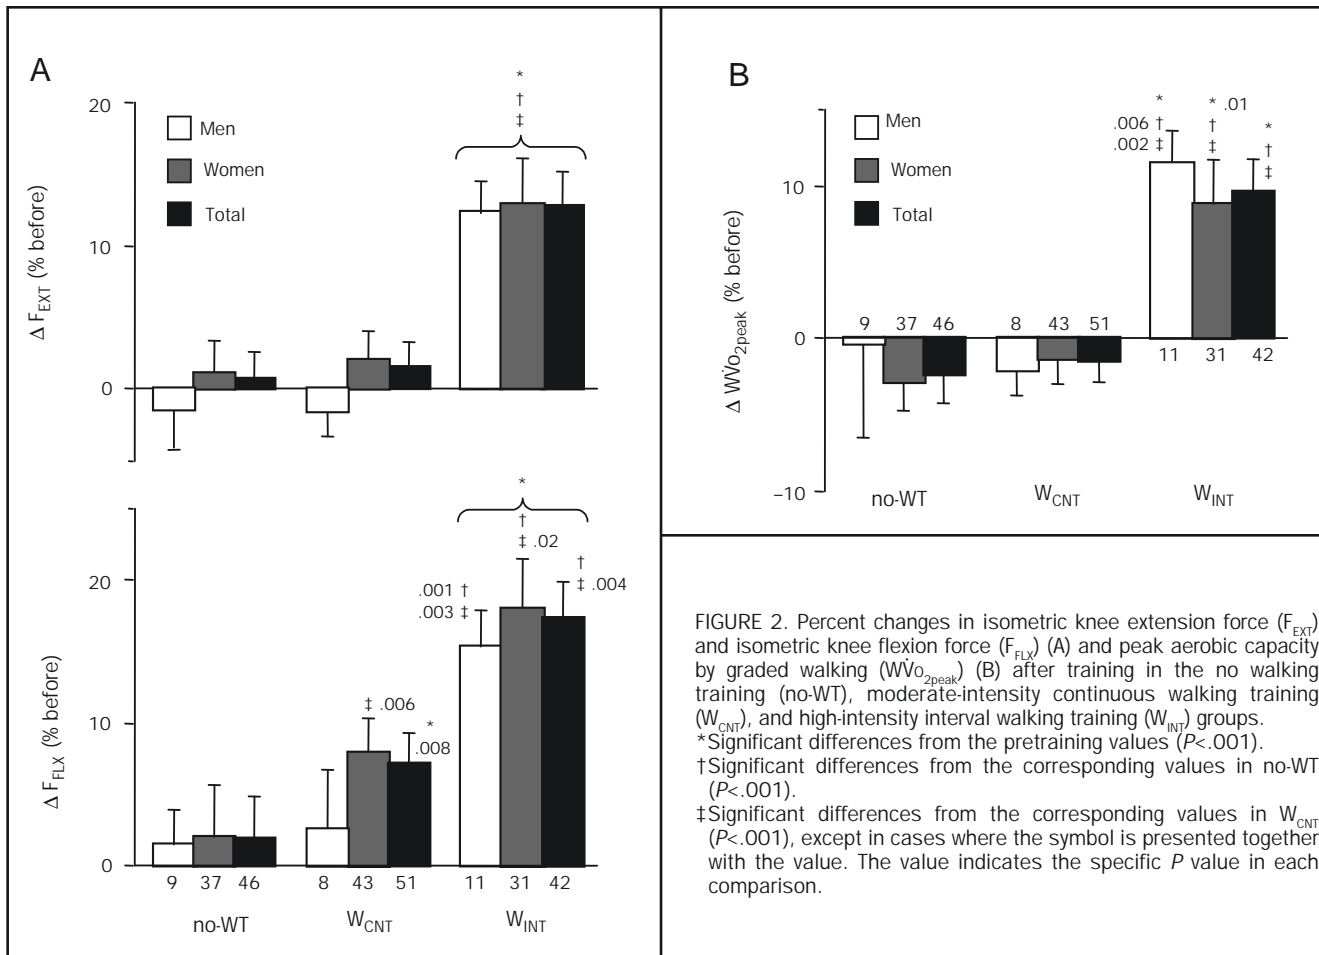 A
*
†
‡
20
10
0
Δ F_EXT (% before)
Men
Women
Total
*
†
‡ .02
†
‡ .004
.001 †
.003 ‡
‡ .006
*
.008
20
10
0
Δ F_FLX (% before)
9 37 46 8 43 51 11 31 42
no-WT W_CNT W_INT
B
*
.006 †
.002 ‡
* .01
†
‡
*
†
‡
Men
Women
Total
10
0
−10
Δ WV̇o_2peak (% before)
9 37 46 8 43 51
11 31 42
no-WT W_CNT W_INT
FIGURE 2. Percent changes in isometric knee extension force (F_EXT)
and isometric knee flexion force (F_FLX) (A) and peak aerobic capacity
by graded walking (WV̇o_2peak) (B) after training in the no walking
training (no-WT), moderate-intensity continuous walking training
(W_CNT), and high-intensity interval walking training (W_INT) groups.
*Significant differences from the pretraining values (P<.001).
†Significant differences from the corresponding values in no-WT
(P<.001).
‡Significant differences from the corresponding values in W_CNT
(P<.001), except in cases where the symbol is presented together
with the value. The value indicates the specific P value in each
comparison.